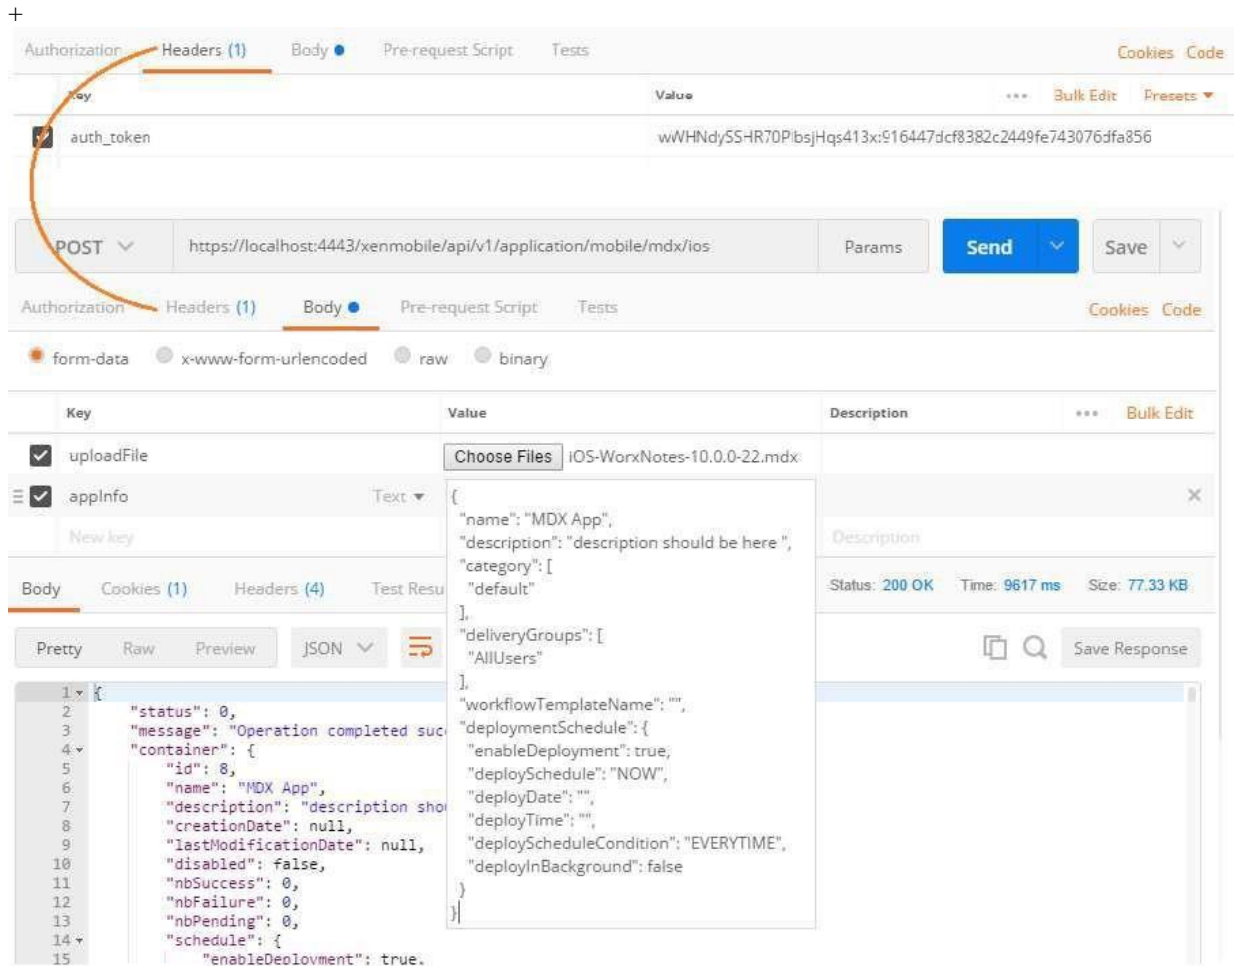 +
Authorization Headers (1) Body Pre-request Script Tests Cookies Code
Key Value ••• Bulk Edit Presets
auth_token
POST https://localhost:4443/xenmobile/api/v1/application/mobile/mdx/ios Params Send Save
Authorization Headers (1) Body Pre-request Script Tests Cookies Code
form-data x-www-form-urlencoded raw binary
Key Value Description ••• Bulk Edit
uploadFile Choose Files iOS-WorxNotes-10.0.0-22.mdx
appInfo Text
New key Description
{
"name": "MDX App",
"description": "description should be here ",
"category": [
"default"
],
"deliveryGroups": [
"AllUsers"
],
"workflowTemplateName": "",
"deploymentSchedule": {
"enableDeployment": true,
"deploySchedule": "NOW",
"deployDate": "",
"deployTime": "",
"deployScheduleCondition": "EVERYTIME",
"deployInBackground": false
}
}
Body Cookies (1) Headers (4) Test Resu Status: 200 OK Time: 9617 ms Size: 77.33 KB
Pretty Raw Preview JSON Save Response
1 {
2 "status": 0,
3 "message": "Operation completed suc
4 "container": {
5 "id": 8,
6 "name": "MDX App",
7 "description": "description shou
8 "creationDate": null,
9 "lastModificationDate": null,
10 "disabled": false,
11 "nbSuccess": 0,
12 "nbFailure": 0,
13 "nbPending": 0,
14 "schedule": {
15 "enableDeployment": true,